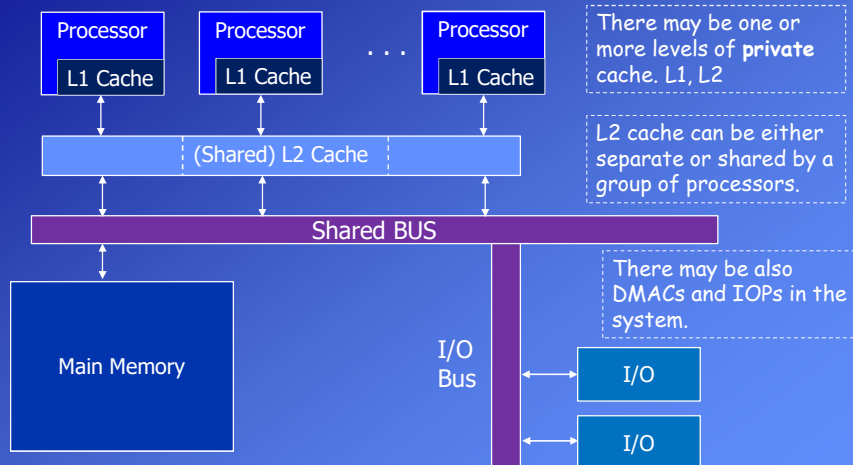 Processor
L1 Cache
Processor
L1 Cache
. . .
Processor
L1 Cache
There may be one or
more levels of private
cache. L1, L2
(Shared) L2 Cache
L2 cache can be either
separate or shared by a
group of processors.
Shared BUS
There may be also
DMACs and IOPs in the
system.
Main Memory
I/O
Bus
I/O
I/O